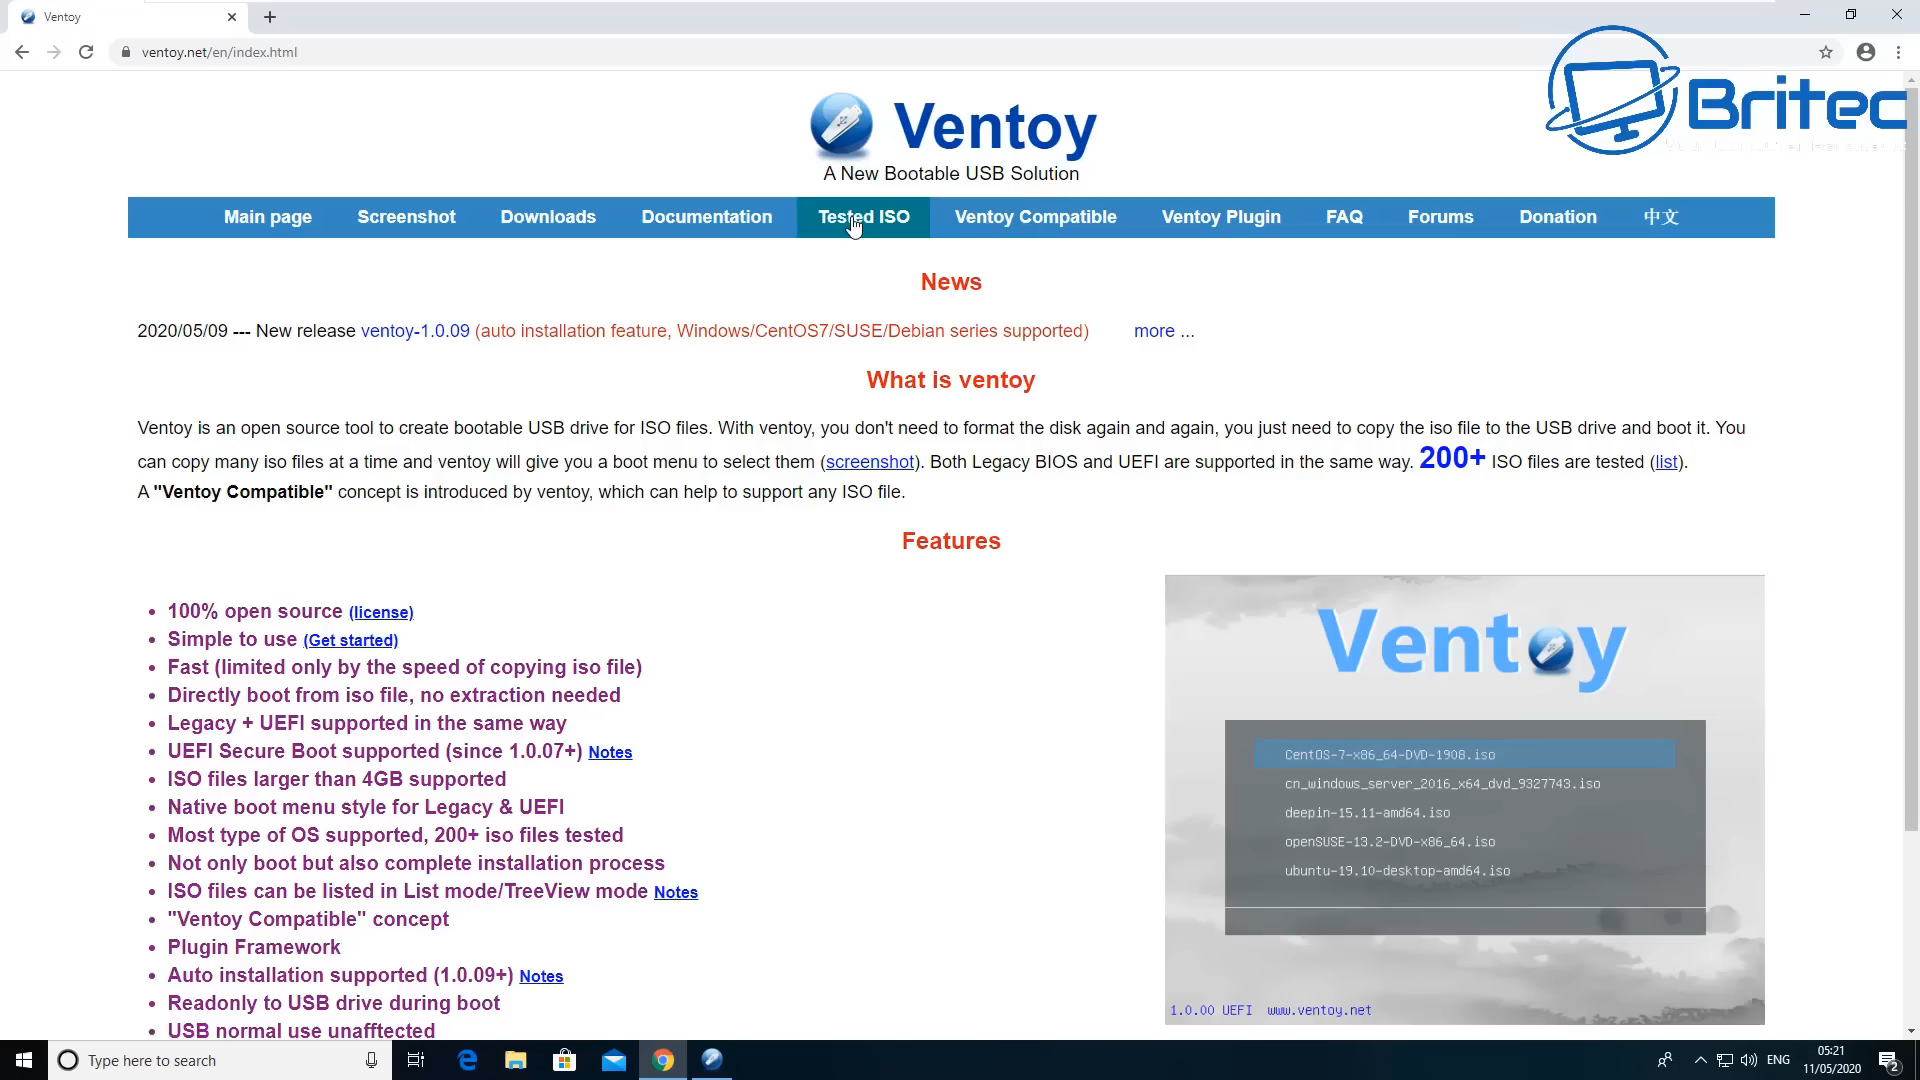 Ventoy
ventoy.net/en/index.html
Britec
Ventoy
A New Bootable USB Solution
Main page Screenshot Downloads Documentation Tested ISO Ventoy Compatible Ventoy Plugin FAQ Forums Donation 中文
News
2020/05/09 --- New release ventoy-1.0.09 (auto installation feature, Windows/CentOS7/SUSE/Debian series supported) more ...
What is ventoy
Ventoy is an open source tool to create bootable USB drive for ISO files. With ventoy, you don't need to format the disk again and again, you just need to copy the iso file to the USB drive and boot it. You
can copy many iso files at a time and ventoy will give you a boot menu to select them (screenshot). Both Legacy BIOS and UEFI are supported in the same way. 200+ ISO files are tested (list).
A "Ventoy Compatible" concept is introduced by ventoy, which can help to support any ISO file.
Features
100% open source (license)
Simple to use (Get started)
Fast (limited only by the speed of copying iso file)
Directly boot from iso file, no extraction needed
Legacy + UEFI supported in the same way
UEFI Secure Boot supported (since 1.0.07+) Notes
ISO files larger than 4GB supported
Native boot menu style for Legacy & UEFI
Most type of OS supported, 200+ iso files tested
Not only boot but also complete installation process
ISO files can be listed in List mode/TreeView mode Notes
"Ventoy Compatible" concept
Plugin Framework
Auto installation supported (1.0.09+) Notes
Readonly to USB drive during boot
USB normal use unafftected
Ventoy
CentOS-7-x86_64-DVD-1908.iso
cn_windows_server_2016_x64_dvd_9327743.iso
deepin-15.11-amd64.iso
openSUSE-13.2-DVD-x86_64.iso
ubuntu-19.10-desktop-amd64.iso
1.0.00 UEFI www.ventoy.net
Type here to search
ENG
05:21
11/05/2020
2